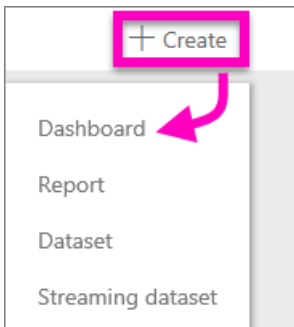 + Create
Dashboard
Report
Dataset
Streaming dataset